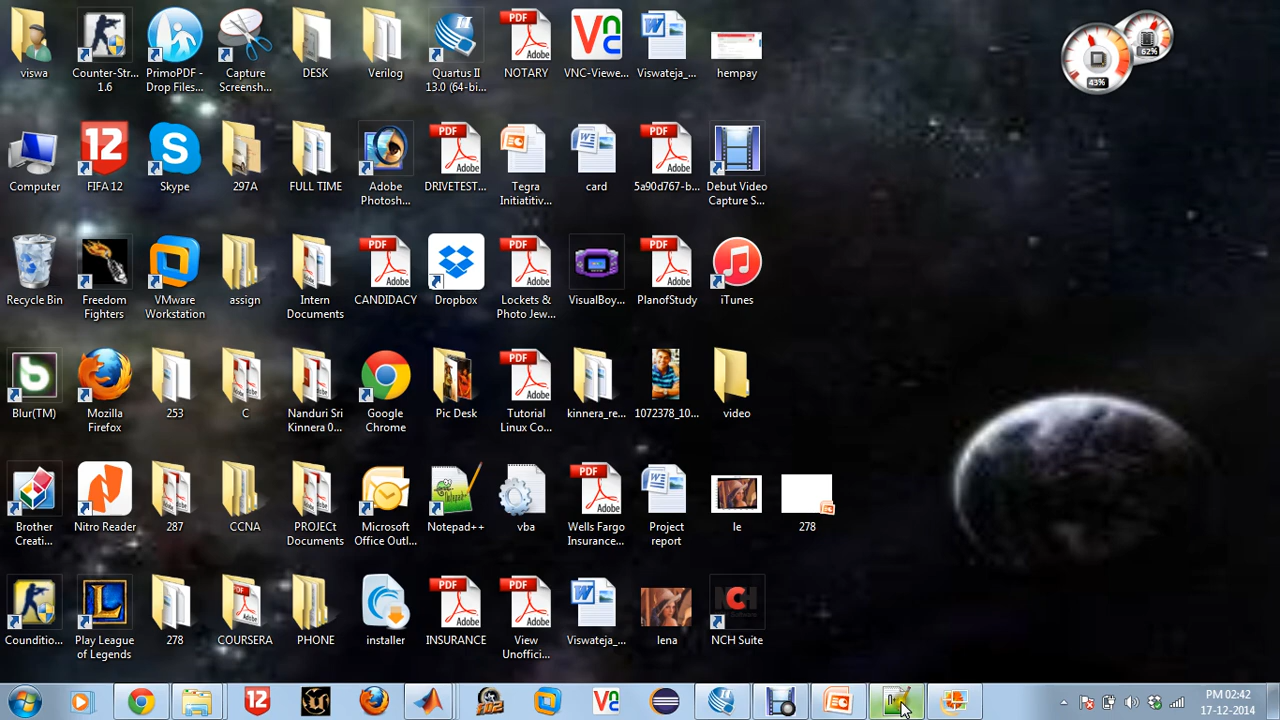 viswa
Counter-Str...
1.6
PrimoPDF -
Drop Files...
Capture
Screensh...
DESK
Verilog
Quartus II
13.0 (64-bi...
NOTARY
VNC-Viewe...
Viswateja_...
hempay
62%
43%
Computer
FIFA 12
Skype
297A
FULL TIME
Adobe
Photosh...
DRIVETEST...
Tegra
Initiatitiv...
card
5a90d767-b...
Debut Video
Capture S...
Recycle Bin
Freedom
Fighters
VMware
Workstation
assign
Intern
Documents
CANDIDACY
Dropbox
Lockets &
Photo Jew...
VisualBoy...
PlanofStudy
iTunes
Blur(TM)
Mozilla
Firefox
253
C
Nanduri Sri
Kinnera 0...
Google
Chrome
Pic Desk
Tutorial
Linux Co...
kinnera_re...
1072378_10...
video
Brother
Creati...
Nitro Reader
287
CCNA
PROJECt
Documents
Microsoft
Office Outl...
Notepad++
vba
Wells Fargo
Insurance...
Project
report
le
278
Counditio...
Play League
of Legends
278
COURSERA
PHONE
installer
INSURANCE
View
Unoffici...
Viswateja_...
lena
NCH Suite
PM 02:42
17-12-2014